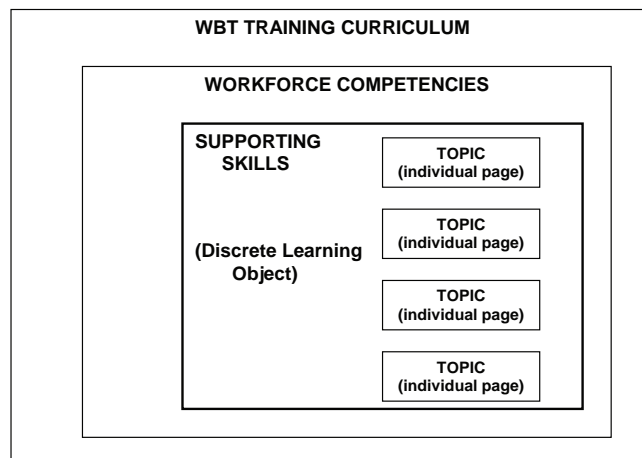 WBT TRAINING CURRICULUM
WORKFORCE COMPETENCIES
SUPPORTING
SKILLS
(Discrete Learning
Object)
TOPIC
(individual page)
TOPIC
(individual page)
TOPIC
(individual page)
TOPIC
(individual page)